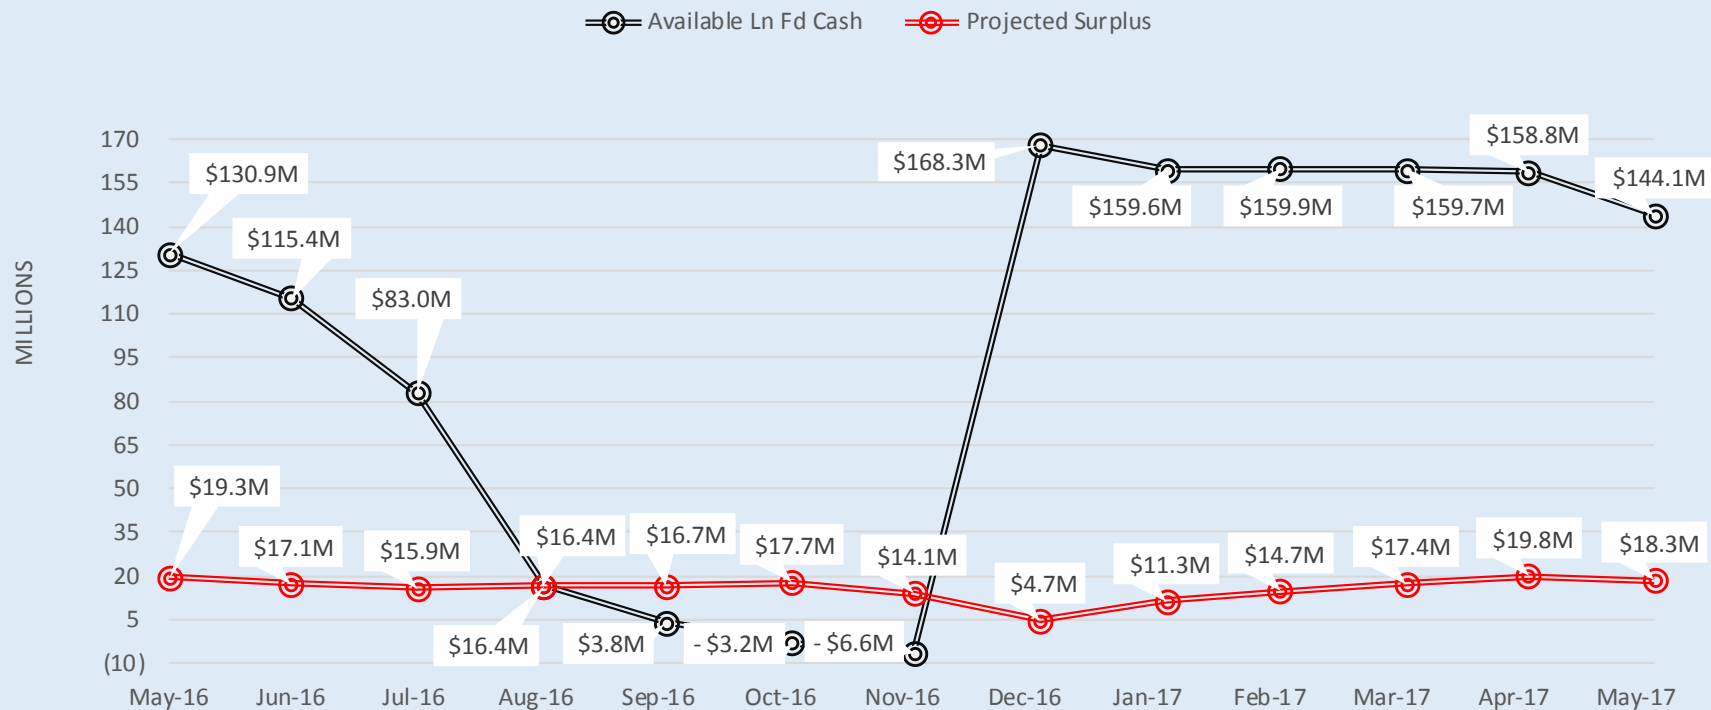 Available Ln Fd Cash Projected Surplus
MILLIONS
170
155
140
125
110
95
80
65
50
35
20
5
(10)
$130.9M
$115.4M
$83.0M
$16.4M
$3.8M
- $3.2M
- $6.6M
$168.3M
$159.6M
$159.9M
$159.7M
$158.8M
$144.1M
$19.3M
$17.1M
$15.9M
$16.4M
$16.7M
$17.7M
$14.1M
$4.7M
$11.3M
$14.7M
$17.4M
$19.8M
$18.3M
May-16 Jun-16 Jul-16 Aug-16 Sep-16 Oct-16 Nov-16 Dec-16 Jan-17 Feb-17 Mar-17 Apr-17 May-17